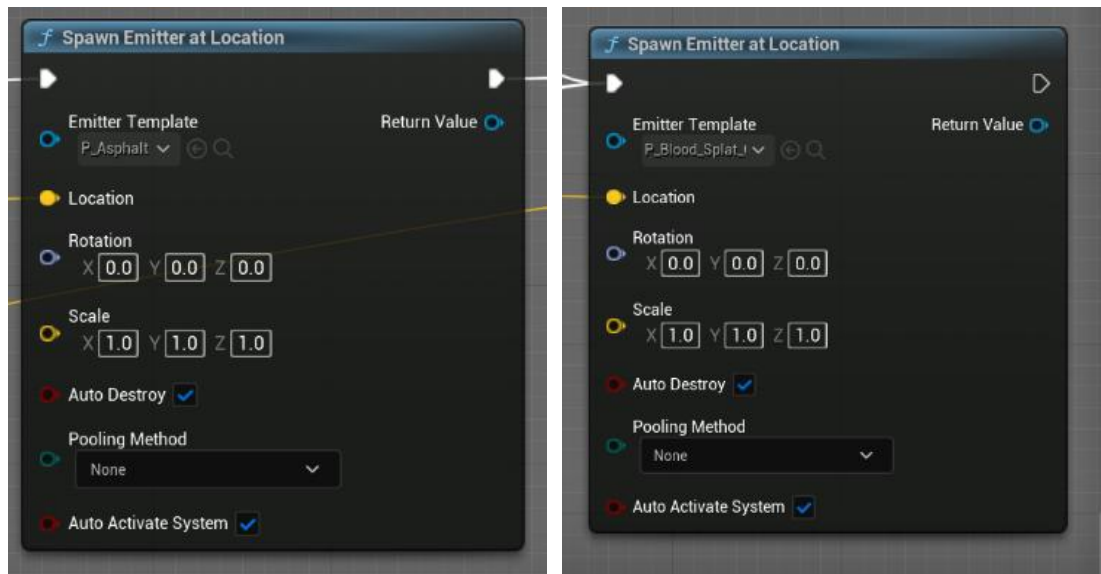 f Spawn Emitter at Location
Emitter Template
Return Value
P_Asphalt
Location
Rotation
X 0.0 Y 0.0 Z 0.0
Scale
X 1.0 Y 1.0 Z 1.0
Auto Destroy
Pooling Method
None
Auto Activate System
f Spawn Emitter at Location
Emitter Template
Return Value
P_Blood_Splat_
Location
Rotation
X 0.0 Y 0.0 Z 0.0
Scale
X 1.0 Y 1.0 Z 1.0
Auto Destroy
Pooling Method
None
Auto Activate System